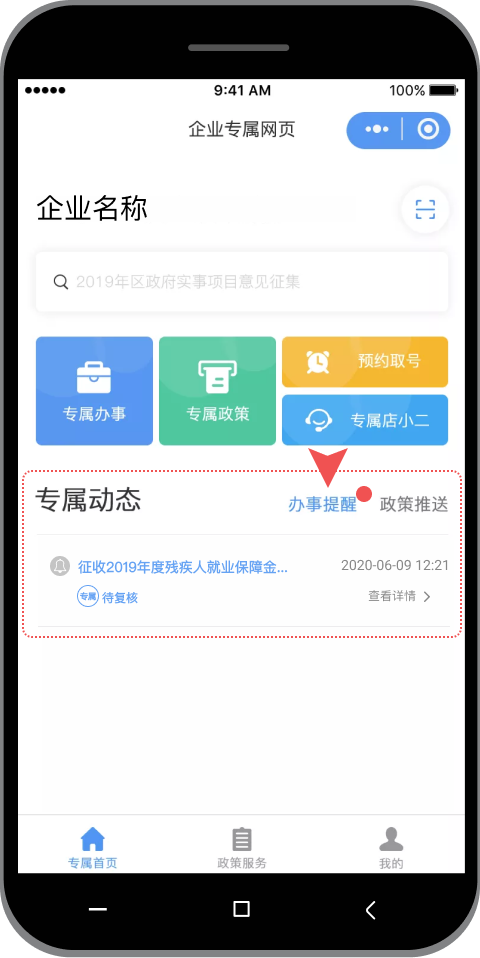 9:41 AM 100%
企业专属网页
企业名称
2019年区政府实事项目意见征集
专属办事
专属政策
预约取号
专属店小二
专属动态 办事提醒 政策推送
征收2019年度残疾人就业保障金... 2020-06-09 12:21
专属 待复核 查看详情
专属首页 政策服务 我的